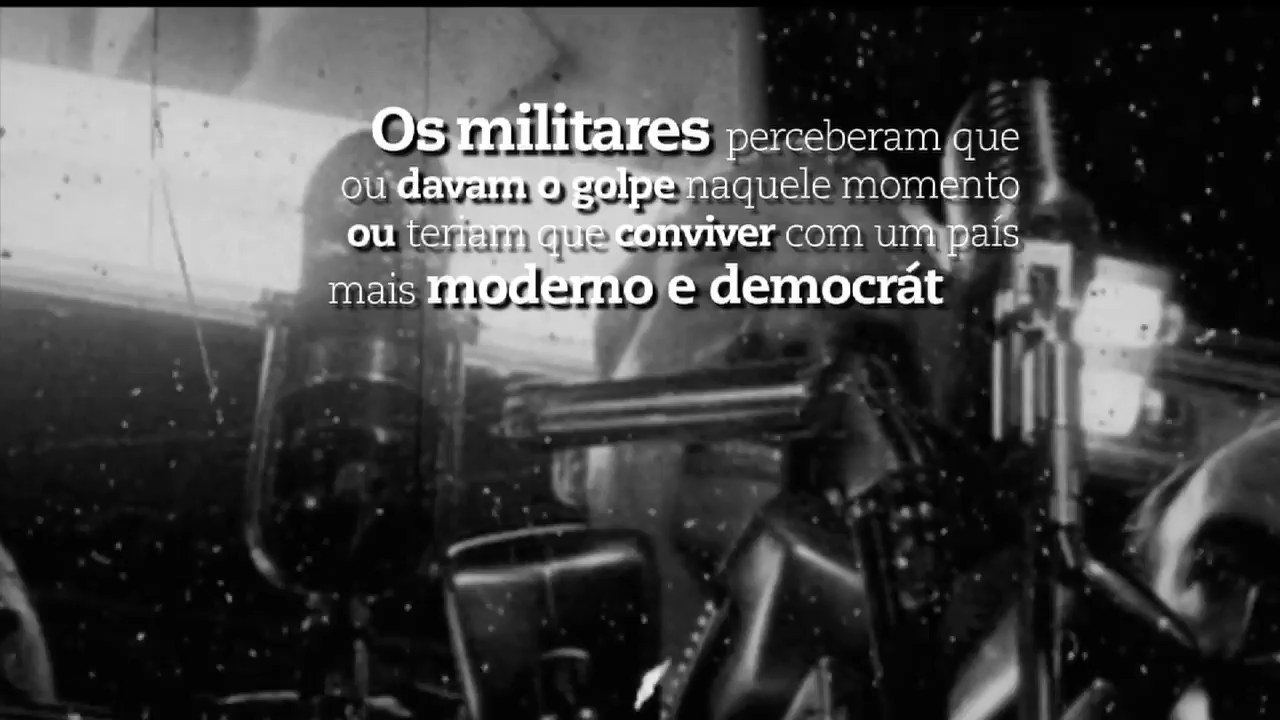 Os militares perceberam que
ou davam o golpe naquele momento
ou teriam que conviver com um país
mais moderno e democrát